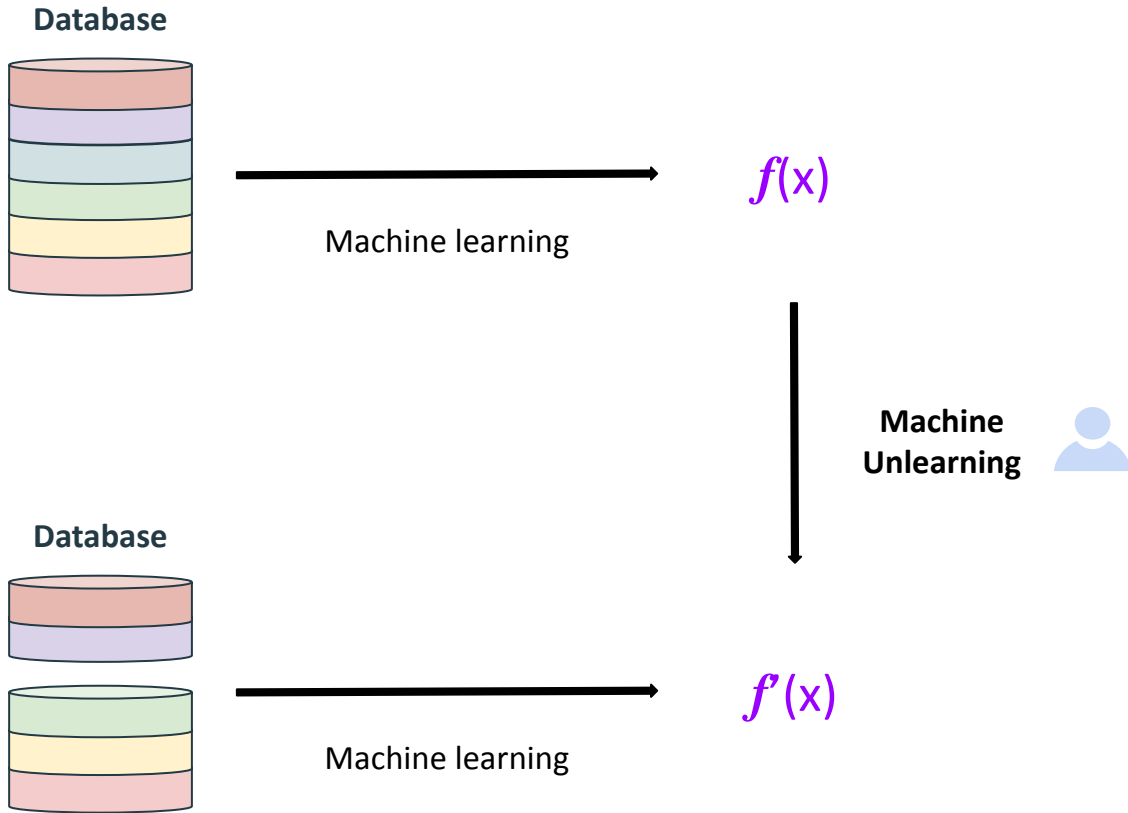 Database
Machine learning
f(x)
Machine
Unlearning
Database
Machine learning
f'(x)